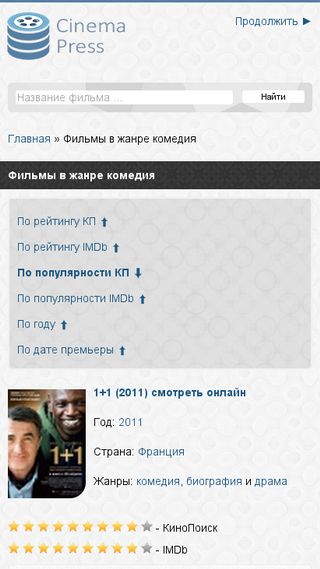 Cinema
Press
Продолжить ►
Название фильма ...
Найти
Главная » Фильмы в жанре комедия
Фильмы в жанре комедия
По рейтингу КП
По рейтингу IMDb
По популярности КП
По популярности IMDb
По году
По дате премьеры
1+1
1+1 (2011) смотреть онлайн
Год: 2011
Страна: Франция
Жанры: комедия, биография и драма
- КиноПоиск
- IMDb